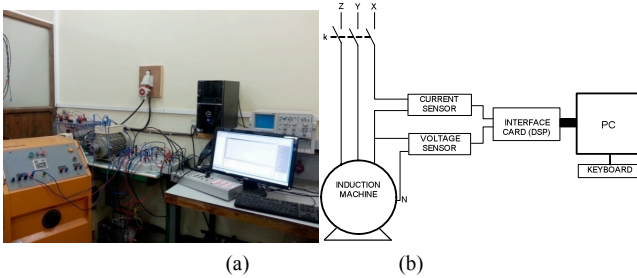 Z Y X
k
CURRENT
SENSOR
VOLTAGE
SENSOR
INTERFACE
CARD (DSP)
PC
KEYBOARD
INDUCTION
MACHINE
N
(a) (b)